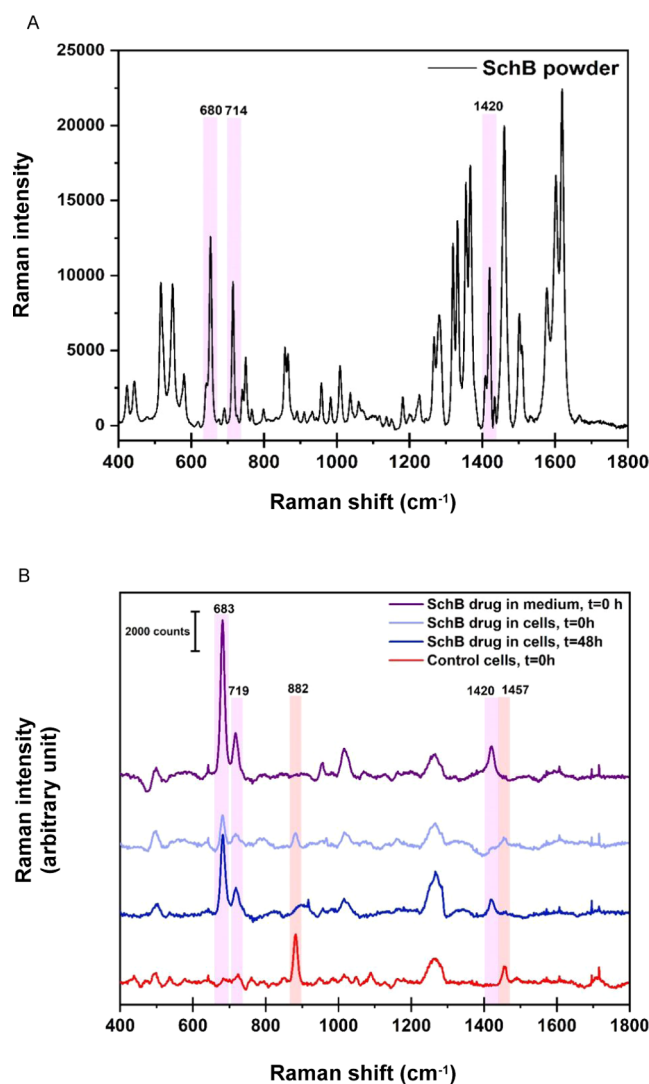 A
25000
20000
15000
10000
5000
0
Raman intensity
SchB powder
680 714 1420
400 600 800 1000 1200 1400 1600 1800
Raman shift (cm⁻¹)
B
2000 counts
683
719
882
1420 1457
SchB drug in medium, t=0 h
SchB drug in cells, t=0h
SchB drug in cells, t=48h
Control cells, t=0h
Raman intensity
(arbitrary unit)
400 600 800 1000 1200 1400 1600 1800
Raman shift (cm⁻¹)